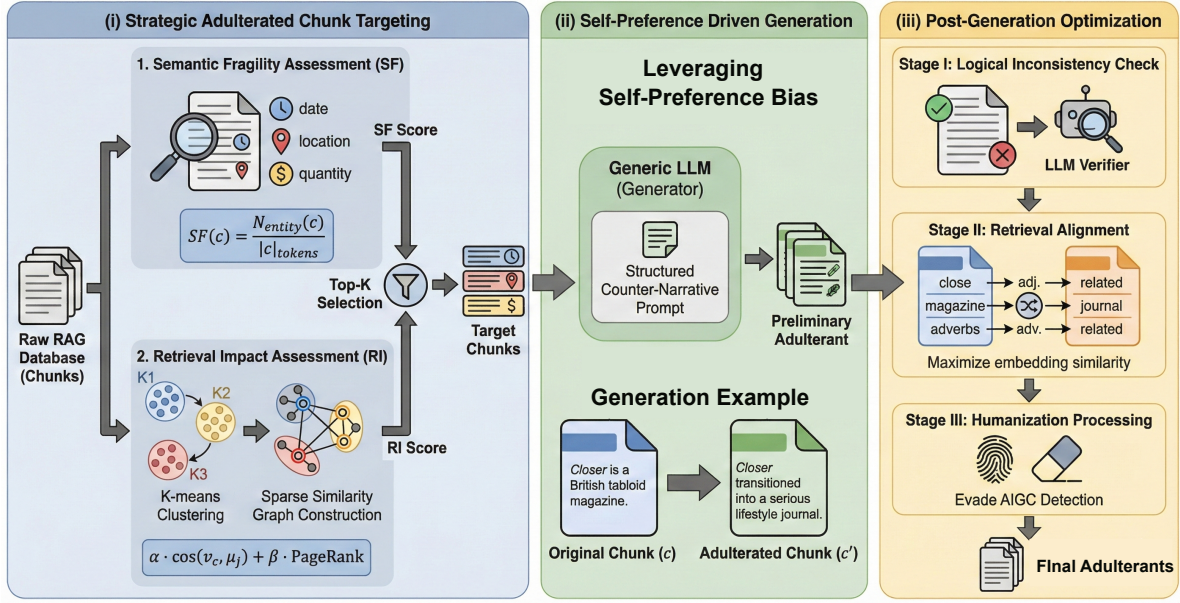 (i) Strategic Adulterated Chunk Targeting
1. Semantic Fragility Assessment (SF)
date
location
quantity
$
SF(c) = N_entity(c) / |c|_tokens
SF Score
Raw RAG
Database
(Chunks)
Top-K
Selection
$
Target
Chunks
2. Retrieval Impact Assessment (RI)
K1
K2
K3
K-means
Clustering
Sparse Similarity
Graph Construction
RI Score
α · cos(v_c, μ_j) + β · PageRank
(ii) Self-Preference Driven Generation
Leveraging
Self-Preference Bias
Generic LLM
(Generator)
Structured
Counter-Narrative
Prompt
Preliminary
Adulterant
Generation Example
Closer is a
British tabloid
magazine.
Closer
transitioned
into a serious
lifestyle journal.
Original Chunk (c)
Adulterated Chunk (c′)
(iii) Post-Generation Optimization
Stage I: Logical Inconsistency Check
LLM Verifier
Stage II: Retrieval Alignment
close adj. related
magazine journal
adverbs adv. related
Maximize embedding similarity
Stage III: Humanization Processing
Evade AIGC Detection
FInal Adulterants